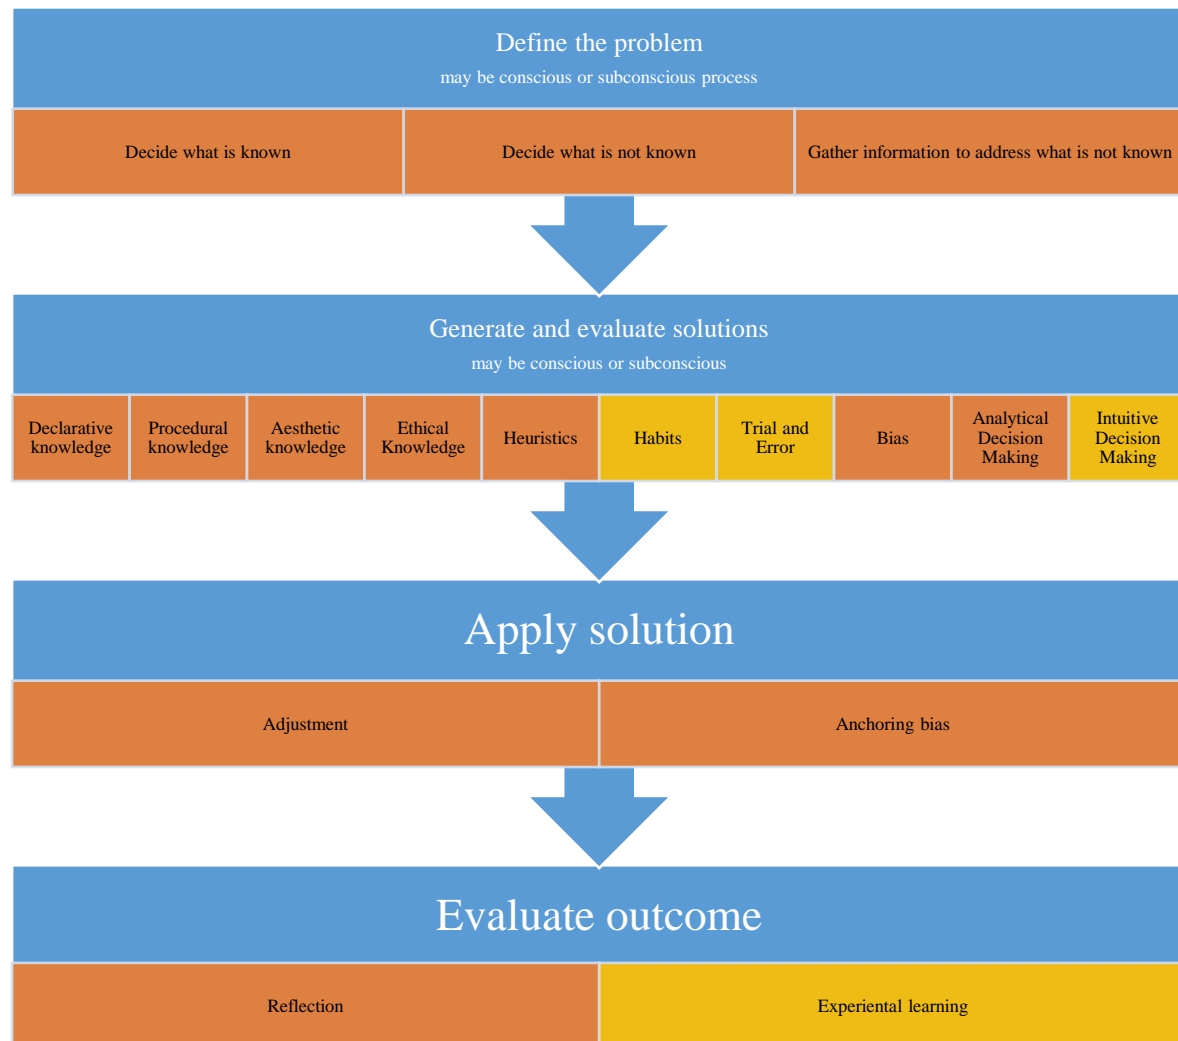 Define the problem
may be conscious or subconscious process
Decide what is known
Decide what is not known
Gather information to address what is not known
Generate and evaluate solutions
may be conscious or subconscious
Declarative
knowledge
Procedural
knowledge
Aesthetic
knowledge
Ethical
Knowledge
Heuristics
Habits
Trial and
Error
Bias
Analytical
Decision
Making
Intuitive
Decision
Making
Apply solution
Adjustment
Anchoring bias
Evaluate outcome
Reflection
Experiental learning